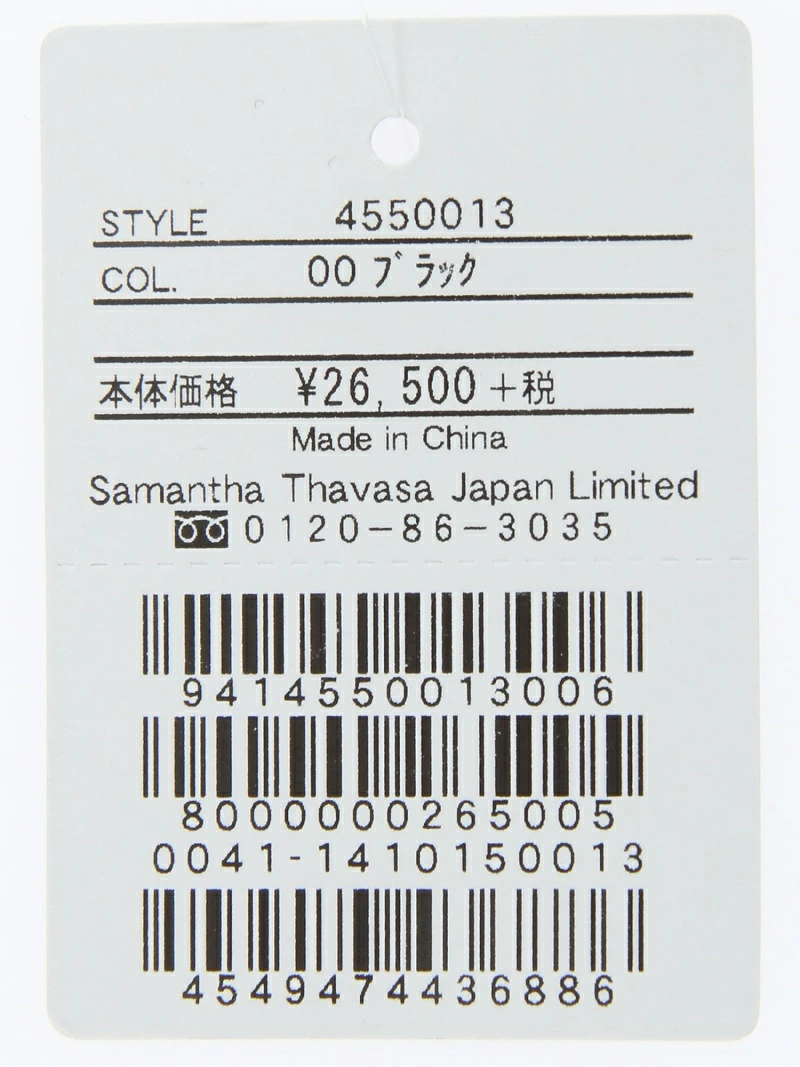 STYLE 4550013
COL. 00 ﾌﾞﾗｯｸ
本体価格 ¥26,500+税
Made in China
Samantha Thavasa Japan Limited
0120-86-3035
9414550013006
8000000265005
0041-1410150013
4549474436886